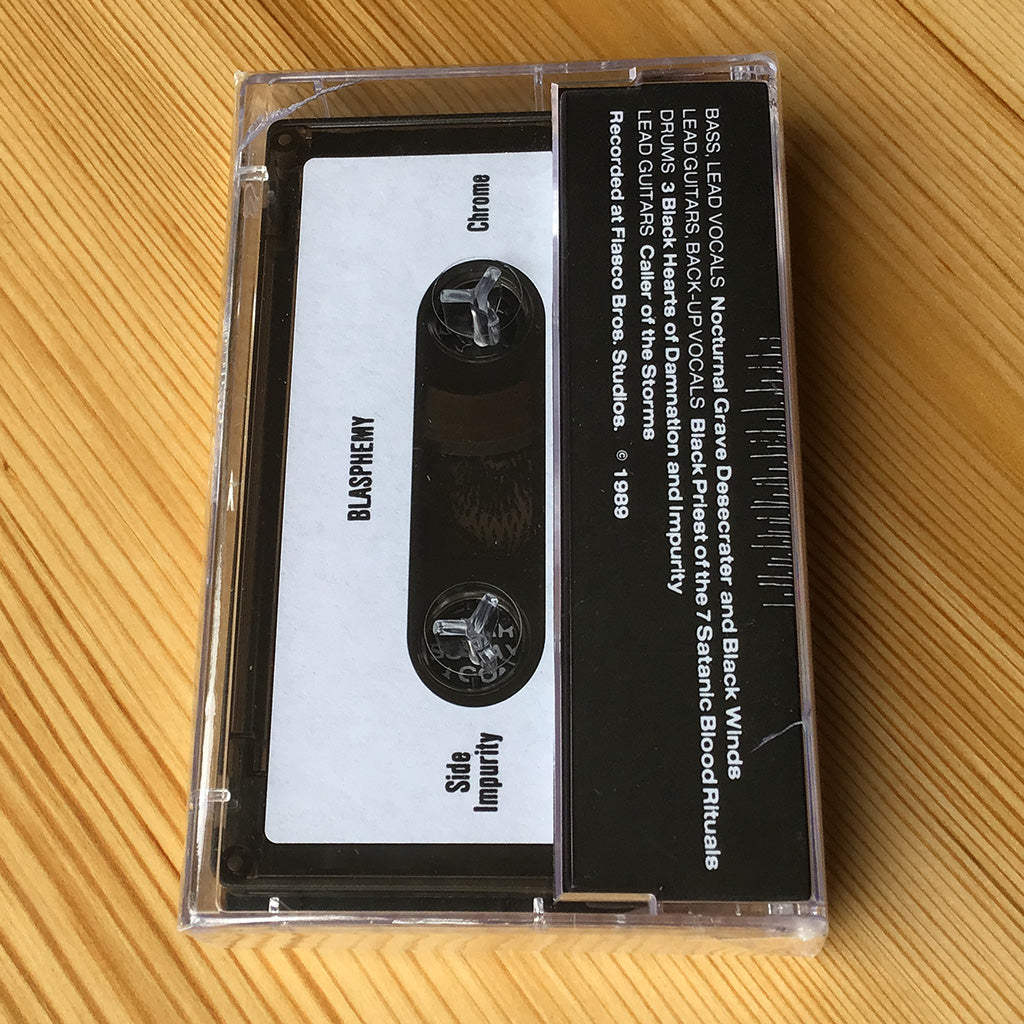 BASS, LEAD VOCALS Nocturnal Grave Desecrater and Black Winds
LEAD GUITARS, BACK-UP VOCALS Black Priest of the 7 Satanic Blood Rituals
DRUMS 3 Black Hearts of Damnation and Impurity
LEAD GUITARS Caller of the Storms
Recorded at Fiasco Bros. Studios. © 1989
BLASPHEMY
Side
Impurity
Chrome